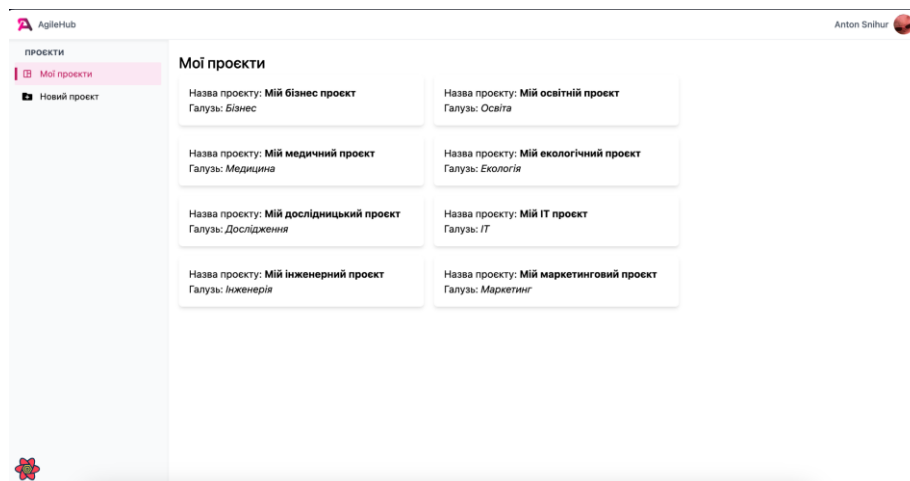 AgileHub
Anton Snihur
ПРОЄКТИ
Мої проєкти
Новий проєкт
Мої проєкти
Назва проєкту: Мій бізнес проєкт
Галузь: Бізнес
Назва проєкту: Мій освітній проєкт
Галузь: Освіта
Назва проєкту: Мій медичний проєкт
Галузь: Медицина
Назва проєкту: Мій екологічний проєкт
Галузь: Екологія
Назва проєкту: Мій дослідницький проєкт
Галузь: Дослідження
Назва проєкту: Мій ІТ проєкт
Галузь: ІТ
Назва проєкту: Мій інженерний проєкт
Галузь: Інженерія
Назва проєкту: Мій маркетинговий проєкт
Галузь: Маркетинг